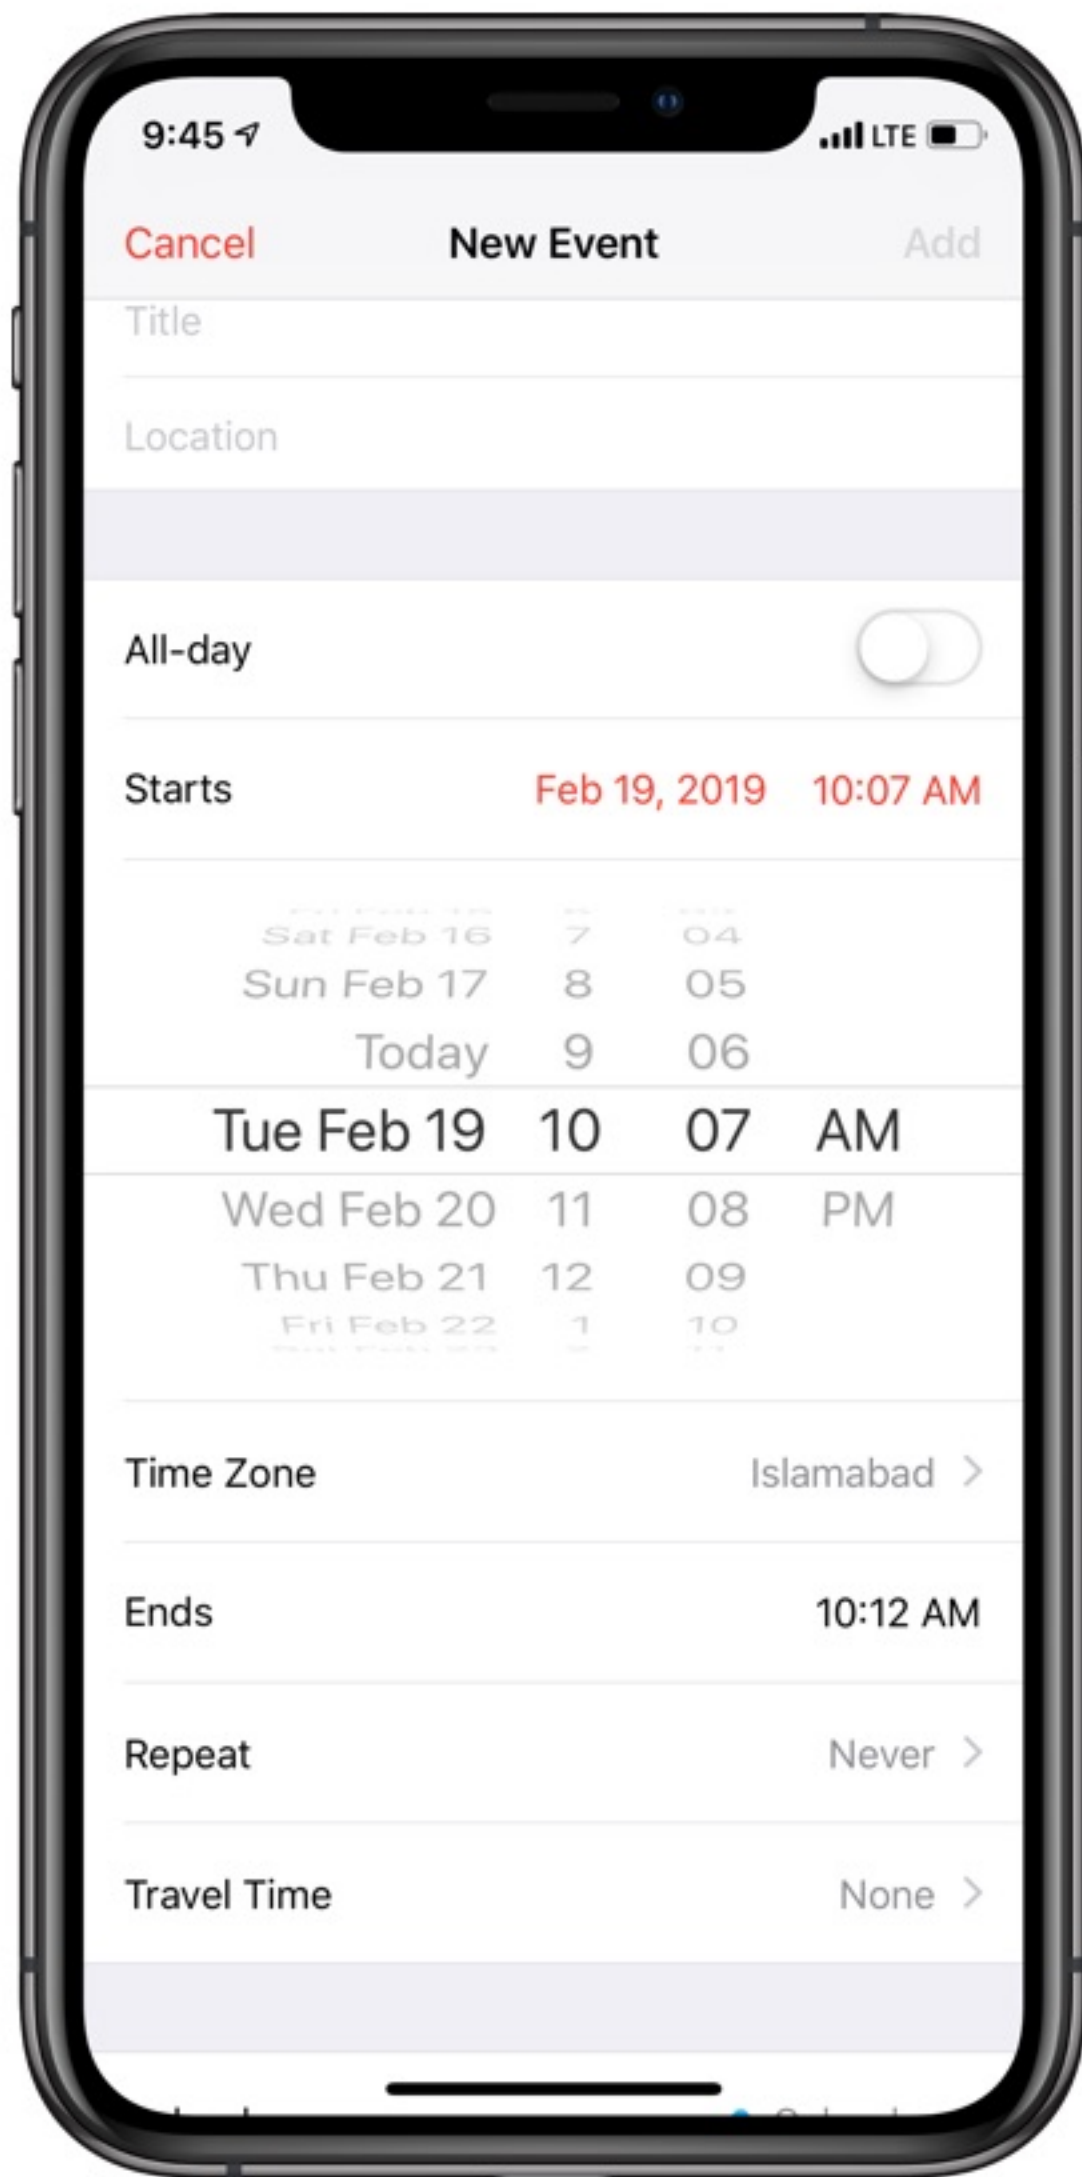 9:45 LTE
Cancel New Event Add
Title
Location
All-day
Starts Feb 19, 2019 10:07 AM
Sat Feb 16 7 04
Sun Feb 17 8 05
Today 9 06
Tue Feb 19 10 07 AM
Wed Feb 20 11 08 PM
Thu Feb 21 12 09
Fri Feb 22 1 10
Time Zone Islamabad
Ends 10:12 AM
Repeat Never
Travel Time None